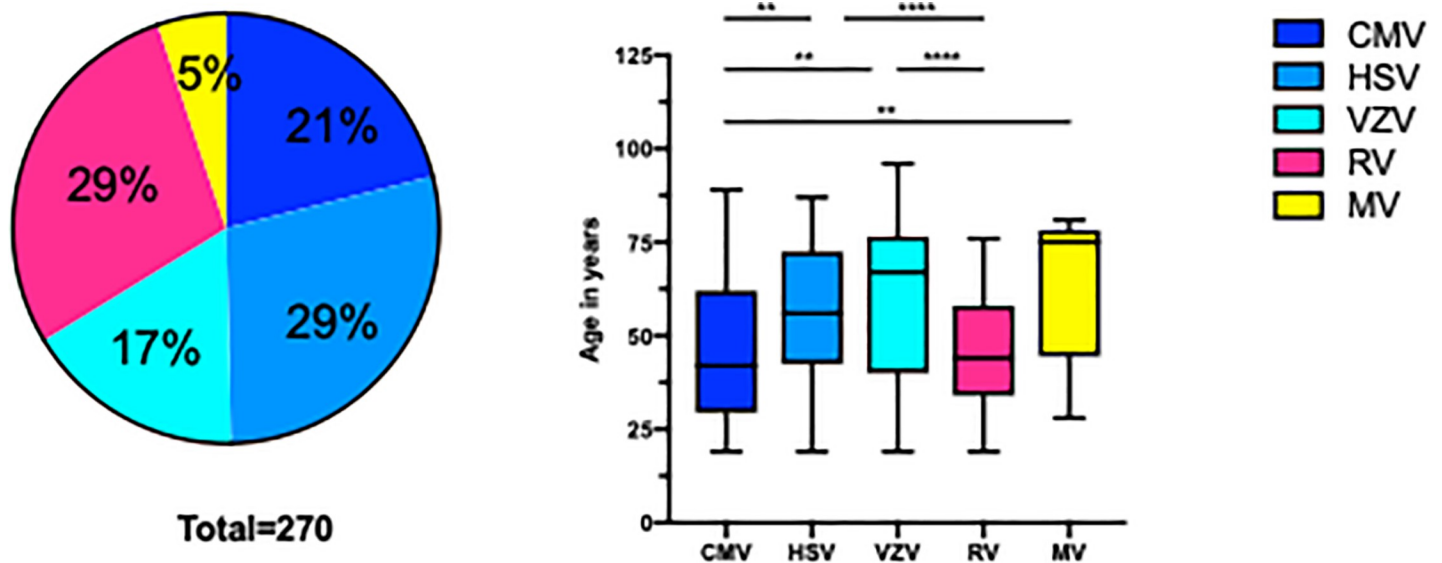 5%
21%
29%
29%
17%
Total=270
** ****
** ****
**
125
100
75
50
25
0
Age in years
CMV HSV VZV RV MV
CMV
HSV
VZV
RV
MV